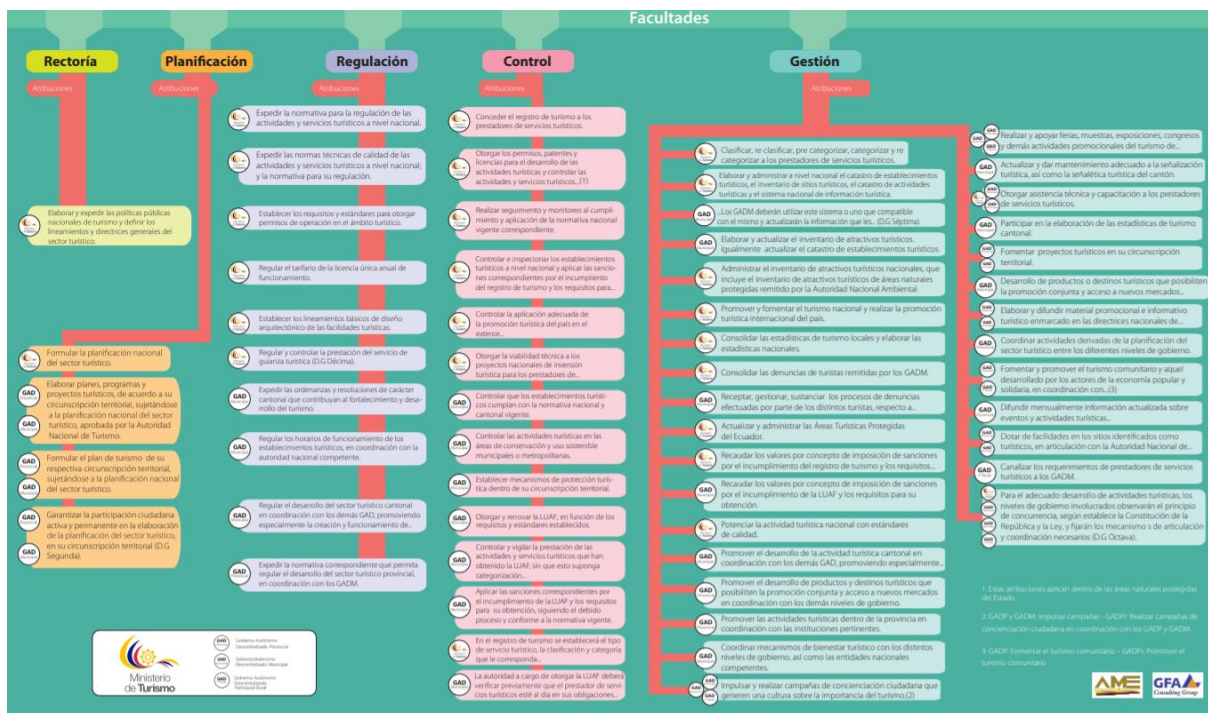 Facultades
Rectoría
Atribuciones
Elaborar y expedir las políticas públicas
nacionales de turismo y definir los
lineamientos y directrices generales del
sector turístico.
Planificación
Atribuciones
Formular la planificación nacional
del sector turístico.
Elaborar planes, programas y
proyectos turísticos, de acuerdo a su
circunscripción territorial, sujetándose
a la planificación nacional del sector
turístico, aprobada por la Autoridad
Nacional de Turismo.
Formular el plan de turismo de su
respectiva circunscripción territorial,
sujetándose a la planificación nacional
del sector turístico.
Garantizar la participación ciudadana
activa y permanente en la elaboración
de la planificación del sector turístico,
en su circunscripción territorial (D.G
Segunda).
Regulación
Atribuciones
Expedir la normativa para la regulación de las
actividades y servicios turísticos a nivel nacional.
Expedir las normas técnicas de calidad de las
actividades y servicios turísticos a nivel nacional;
y la normativa para su regulación.
Establecer los requisitos y estándares para otorgar
permisos de operación en el ámbito turístico.
Regular el tarifario de la licencia única anual de
funcionamiento.
Establecer los lineamientos básicos de diseño
arquitectónico de las facilidades turísticas.
Regular y controlar la prestación del servicio de
guianza turística (D.G Décima).
Expedir las ordenanzas y resoluciones de carácter
cantonal que contribuyan al fortalecimiento y desa-
rrollo del turismo.
Regular los horarios de funcionamiento de los
establecimientos turísticos, en coordinación con la
autoridad nacional competente.
Regular el desarrollo del sector turístico cantonal
en coordinación con los demás GAD, promoviendo
especialmente la creación y funcionamiento de...
Expedir la normativa correspondiente que permita
regular el desarrollo del sector turístico provincial,
en coordinación con los GADM.
Control
Atribuciones
Conceder el registro de turismo a los
prestadores de servicios turísticos.
Otorgar los permisos, patentes y
licencias para el desarrollo de las
actividades turísticas y controlar las
actividades y servicios turísticos...(1)
Realizar seguimiento y monitoreo al cumpli-
miento y aplicación de la normativa nacional
vigente correspondiente.
Controlar e inspeccionar los establecimientos
turísticos a nivel nacional y aplicar las sancio-
nes correspondientes por el incumpliento
del registro de turismo y los requisitos para...
Controlar la aplicación adecuada de
la promoción turística del país en el
exterior...
Otorgar la viabilidad técnica a los
proyectos nacionales de inversión
turística para los prestadores de...
Controlar que los establecimientos turísti-
cos cumplan con la normativa nacional y
cantonal vigente.
Controlar las actividades turísticas en las
áreas de conservación y uso sostenible
municipales o metropolitanas.
Establecer mecanismos de protección turís-
tica dentro de su circunscripción territorial.
Otorgar y renovar la LUAF, en función de los
requisitos y estándares establecidos.
Controlar y vigilar la prestación de las
actividades y servicios turísticos que han
obtenido la LUAF, sin que esto suponga
categorización...
Aplicar las sanciones correspondientes por
el incumplimiento de la LUAF y los requisitos
para su obtención, siguiendo el debido
proceso y conforme a la normativa vigente.
En el registro de turismo se establecerá el tipo
de servicio turístico, la clasificación y categoría
que le corresponda...
La autoridad a cargo de otorgar la LUAF deberá
verificar previamente que el prestador de servi-
cios turísticos esté al día en sus obligaciones...
Gestión
Atribuciones
Clasificar, re clasificar, pre categorizar, categorizar y re
categorizar a los prestadores de servicios turísticos.
Elaborar y administrar a nivel nacional el catastro de establecimientos
turísticos, el inventario de sitios turísticos, el catastro de actividades
turísticas y el sistema nacional de información turística.
...Los GADM deberán utilizar este sistema o uno que compatible
con el mismo y actualizarán la información que les... (D.G Séptima).
Elaborar y actualizar el inventario de atractivos turísticos.
Igualmente actualizar el catastro de establecimientos turísticos.
Administrar el inventario de atractivos turísticos nacionales, que
incluye el inventario de atractivos turísticos de áreas naturales
protegidas remitido por la Autoridad Nacional Ambiental.
Promover y fomentar el turismo nacional y realizar la promoción
turística internacional del país.
Consolidar las estadísticas de turismo locales y elaborar las
estadísticas nacionales.
Consolidar las denuncias de turistas remitidas por los GADM.
Receptar, gestionar, sustanciar los procesos de denuncias
efectuadas por parte de los distintos turistas, respecto a...
Actualizar y administrar las Áreas Turísticas Protegidas
del Ecuador.
Recaudar los valores por concepto de imposición de sanciones
por el incumplimiento del registro de turismo y los requisitos...
Recaudar los valores por concepto de imposición de sanciones
por el incumplimiento de la LUAF y los requisitos para su
obtención.
Potenciar la actividad turística nacional con estándares
de calidad.
Promover el desarrollo de la actividad turística cantonal en
coordinación con los demás GAD, promoviendo especialmente...
Promover el desarrollo de productos y destinos turísticos que
posibiliten la promoción conjunta y acceso a nuevos mercados
en coordinación con los demás niveles de gobierno.
Promover las actividades turísticas dentro de la provincia en
coordinación con las instituciones pertinentes.
Coordinar mecanismos de bienestar turístico con los distintos
niveles de gobierno, así como las entidades nacionales
competentes.
Impulsar y realizar campañas de concienciación ciudadana que
generen una cultura sobre la importancia del turismo.(2)
Realizar y apoyar ferias, muestras, exposiciones, congresos
y demás actividades promocionales del turismo de...
Actualizar y dar mantenimiento adecuado a la señalización
turística, así como la señalética turística del cantón.
Otorgar asistencia técnica y capacitación a los prestadores
de servicios turísticos.
Participar en la elaboración de las estadísticas de turismo
cantonal.
Fomentar proyectos turísticos en su circunscripción
territorial.
Desarrollo de productos o destinos turísticos que posibiliten
la promoción conjunta y acceso a nuevos mercados...
Elaborar y difundir material promocional e informativo
turístico enmarcado en las directrices nacionales de...
Coordinar actividades derivadas de la planificación del
sector turístico entre los diferentes niveles de gobierno.
Fomentar y promover el turismo comunitario y aquel
desarrollado por los actores de la economía popular y
solidaria, en coordinación con...(3)
Difundir mensualmente información actualizada sobre
eventos y actividades turísticas...
Dotar de facilidades en los sitios identificados como
turísticos, en articulación con la Autoridad Nacional de...
Canalizar los requerimientos de prestadores de servicios
turísticos a los GADM.
Para el adecuado desarrollo de actividades turísticas, los
niveles de gobierno involucrados observarán el principio
de concurrencia, según establece la Constitución de la
República y la Ley, y fijarán los mecanismo s de articulación
y coordinación necesarios (D.G Octava).
1: Estas atribuciones aplican dentro de las áreas naturales protegidas
del Estado.
2: GADP y GADM: Impulsar campañas - GADPr: Realizar campañas de
concienciación ciudadana en coordinación con los GADP y GADM.
3: GADP: Fomentar el turismo comunitario – GADPr: Promover el
turismo comunitario
Ministerio
de Turismo
GAD
Gobierno Autónomo
Descentralizado Provincial
GAD
Gobierno Autónomo
Descentralizado Municipal
GAD
Gobierno Autónomo
Descentralizado
Parroquial Rural
AME
GFA
Consulting Group